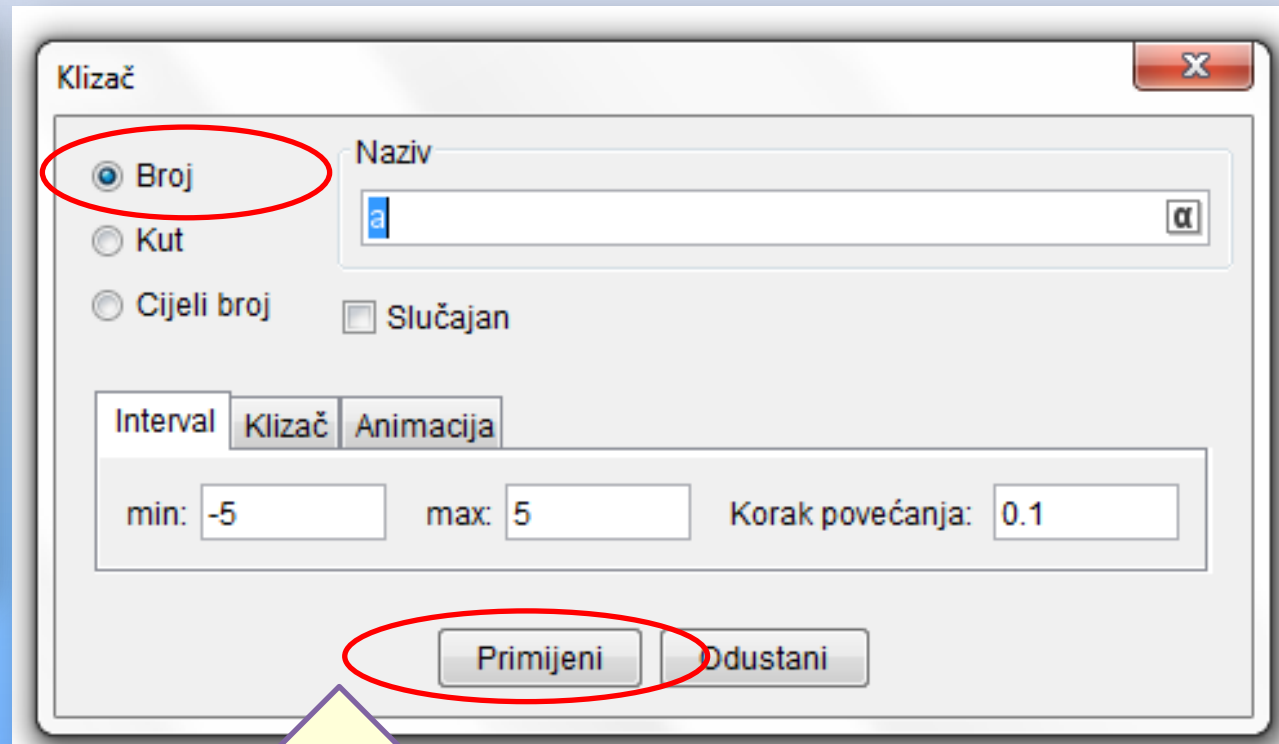 Klizač
Broj
Naziv
a
α
Kut
Cijeli broj
Slučajan
Interval Klizač Animacija
min: -5 max: 5 Korak povećanja: 0.1
Primijeni Odustani